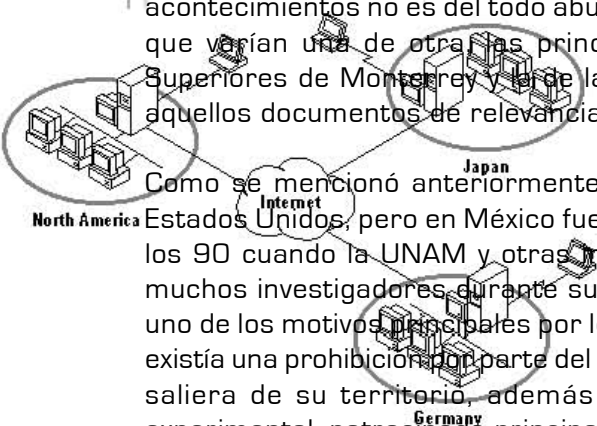 acontecimientos no es del todo abu
que varían una de otra, las princ
Superiores de Monterrey y la de la
aquellos documentos de relevancia
Japan
Como se mencionó anteriormente
North America
Internet
Estados Unidos, pero en México fue
los 90 cuando la UNAM y otras
muchos investigadores durante su
uno de los motivos principales por l
existía una prohibición por parte del
saliera de su territorio, además
Germany
experimental, principa